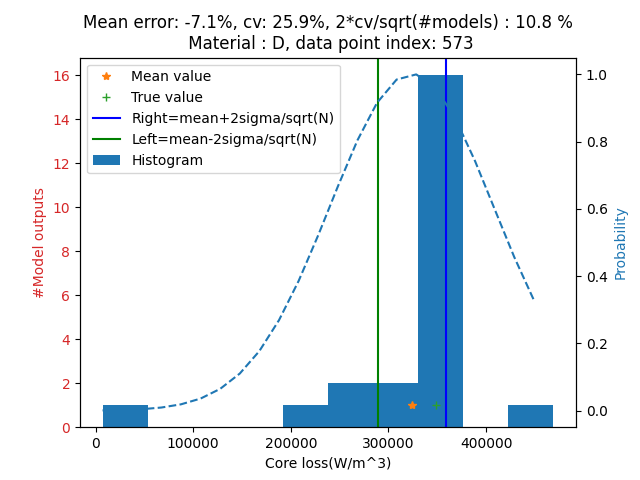 Mean error: -7.1%, cv: 25.9%, 2*cv/sqrt(#models) : 10.8 %
Material : D, data point index: 573
Mean value
True value
Right=mean+2sigma/sqrt(N)
Left=mean-2sigma/sqrt(N)
Histogram
16
14
12
10
8
6
4
2
0
#Model outputs
1.0
0.8
0.6
0.4
0.2
0.0
Probability
0
100000
200000
300000
400000
Core loss(W/m^3)